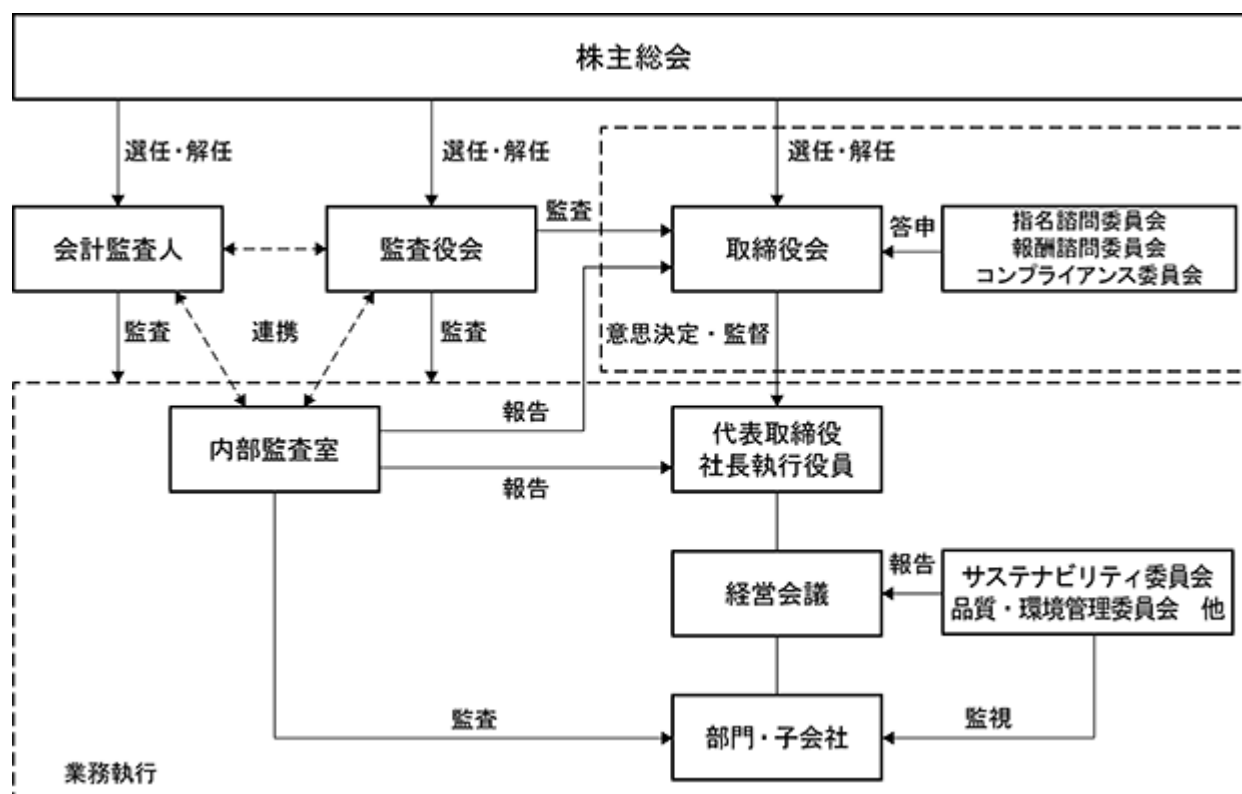 株主総会
選任・解任
選任・解任
選任・解任
会計監査人
監査役会
監査
取締役会
答申
指名諮問委員会
報酬諮問委員会
コンプライアンス委員会
監査
連携
監査
意思決定・監督
内部監査室
報告
報告
代表取締役
社長執行役員
経営会議
報告
サステナビリティ委員会
品質・環境管理委員会　他
監査
部門・子会社
監視
業務執行